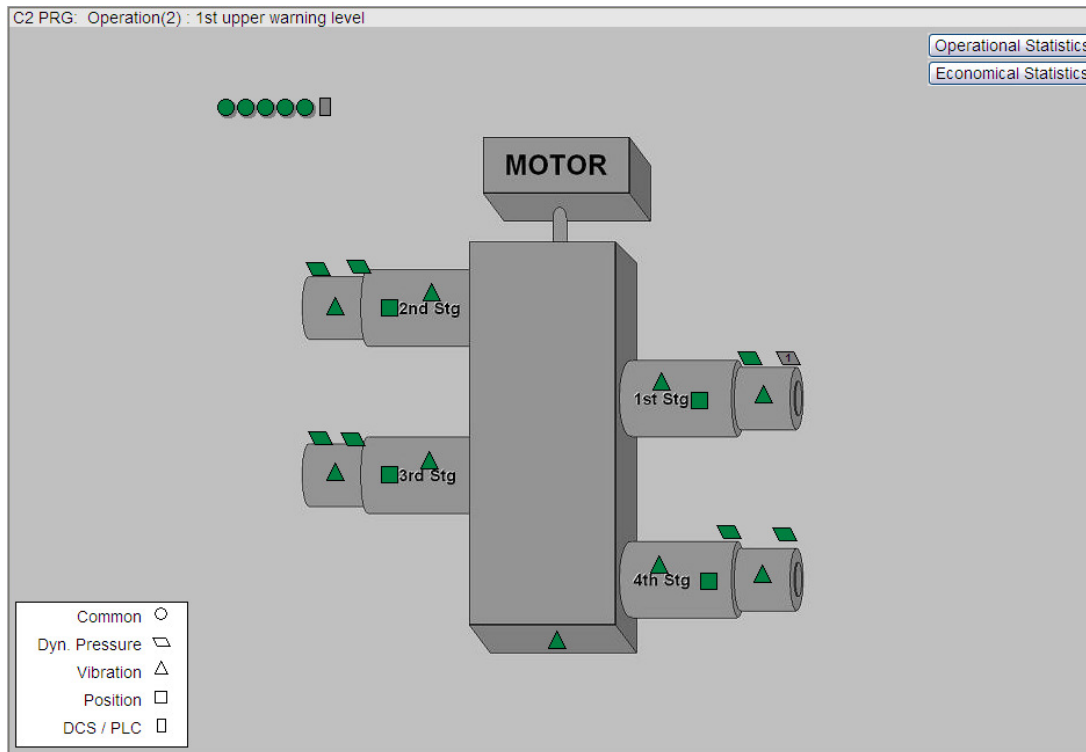 C2 PRG: Operation(2) : 1st upper warning level
Operational Statistics
Economical Statistics
MOTOR
2nd Stg
1
1st Stg
3rd Stg
4th Stg
Common
Dyn. Pressure
Vibration
Position
DCS / PLC